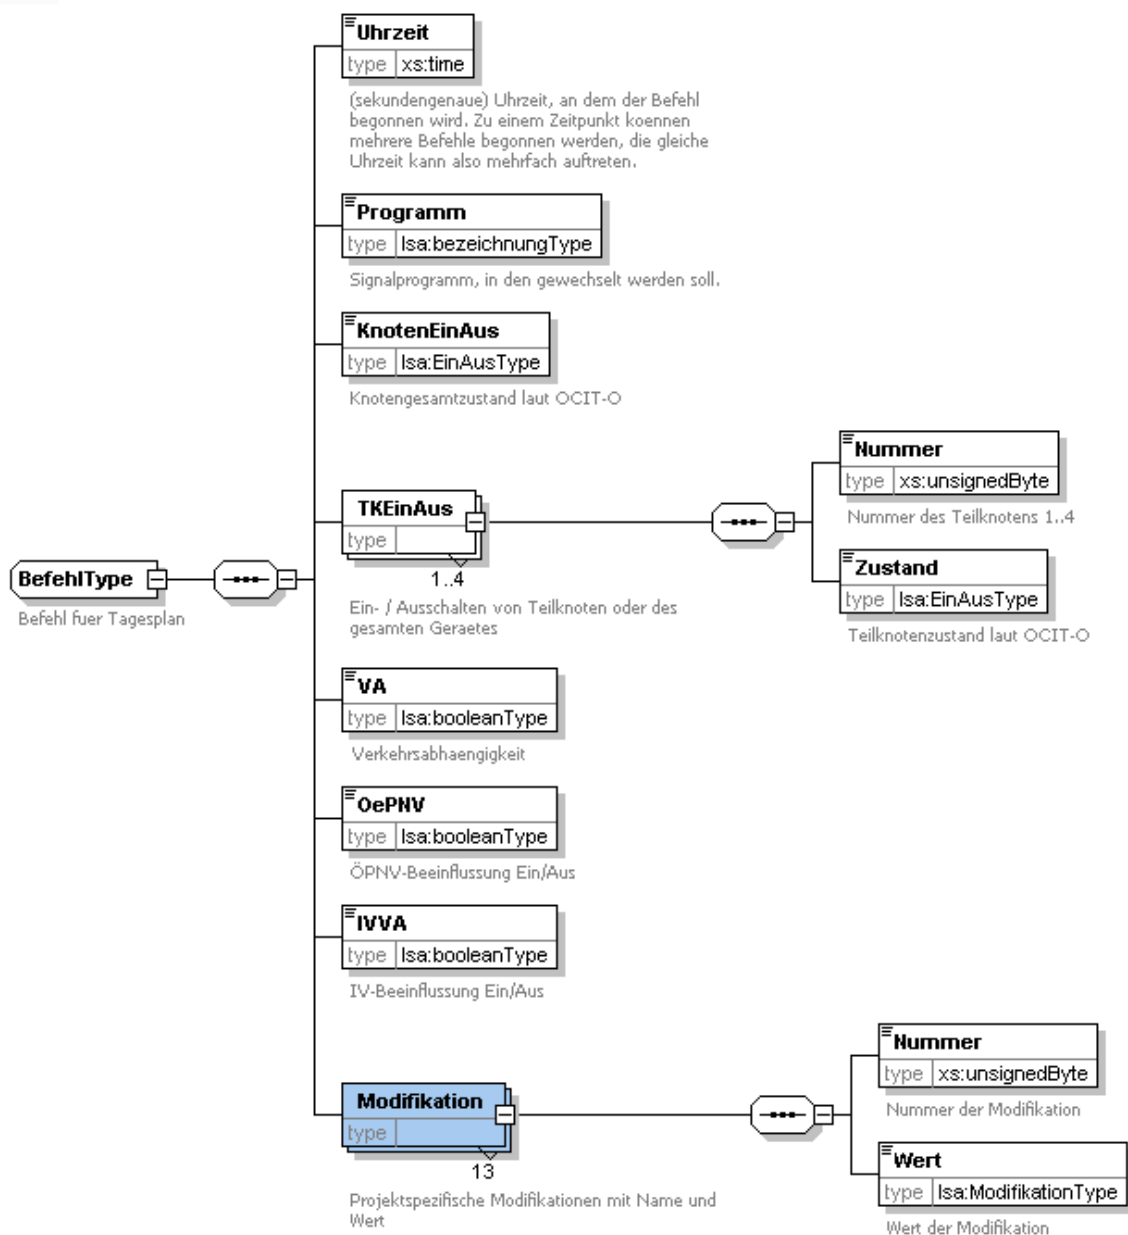 Uhrzeit
type xs:time
(sekundengenaue) Uhrzeit, an dem der Befehl
begonnen wird. Zu einem Zeitpunkt koennen
mehrere Befehle begonnen werden, die gleiche
Uhrzeit kann also mehrfach auftreten.
Programm
type lsa:bezeichnungType
Signalprogramm, in den gewechselt werden soll.
KnotenEinAus
type lsa:EinAusType
Knotengesamtzustand laut OCIT-O
TKEinAus
type
1..4
Ein- / Ausschalten von Teilknoten oder des
gesamten Geraetes
Nummer
type xs:unsignedByte
Nummer des Teilknotens 1..4
Zustand
type lsa:EinAusType
Teilknotenzustand laut OCIT-O
BefehlType
Befehl fuer Tagesplan
VA
type lsa:booleanType
Verkehrsabhaengigkeit
OePNV
type lsa:booleanType
ÖPNV-Beeinflussung Ein/Aus
IVVA
type lsa:booleanType
IV-Beeinflussung Ein/Aus
Modifikation
type
13
Projektspezifische Modifikationen mit Name und
Wert
Nummer
type xs:unsignedByte
Nummer der Modifikation
Wert
type lsa:ModifikationType
Wert der Modifikation